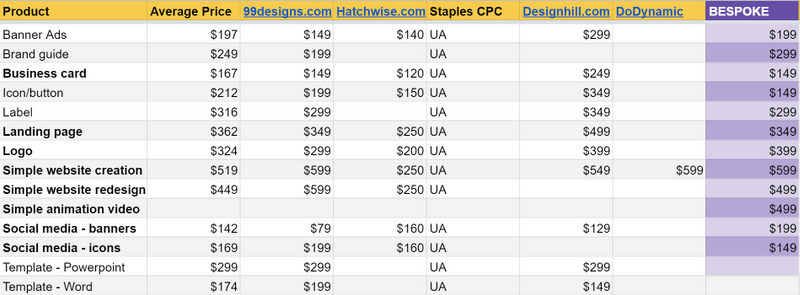 Product Average Price 99designs.com Hatchwise.com Staples CPC Designhill.com DoDynamic BESPOKE
Banner Ads $197 $149 $140 UA $299 $199
Brand guide $249 $199 UA $299
Business card $167 $149 $120 UA $249 $149
Icon/button $212 $199 $150 UA $349 $149
Label $316 $299 UA $349 $299
Landing page $362 $349 $250 UA $499 $349
Logo $324 $299 $200 UA $399 $399
Simple website creation $519 $599 $250 UA $549 $599 $599
Simple website redesign $449 $599 $250 UA $499
Simple animation video $499
Social media - banners $142 $79 $160 UA $129 $199
Social media - icons $169 $199 $160 UA $149
Template - Powerpoint $299 $299 UA $299
Template - Word $174 $199 UA $149